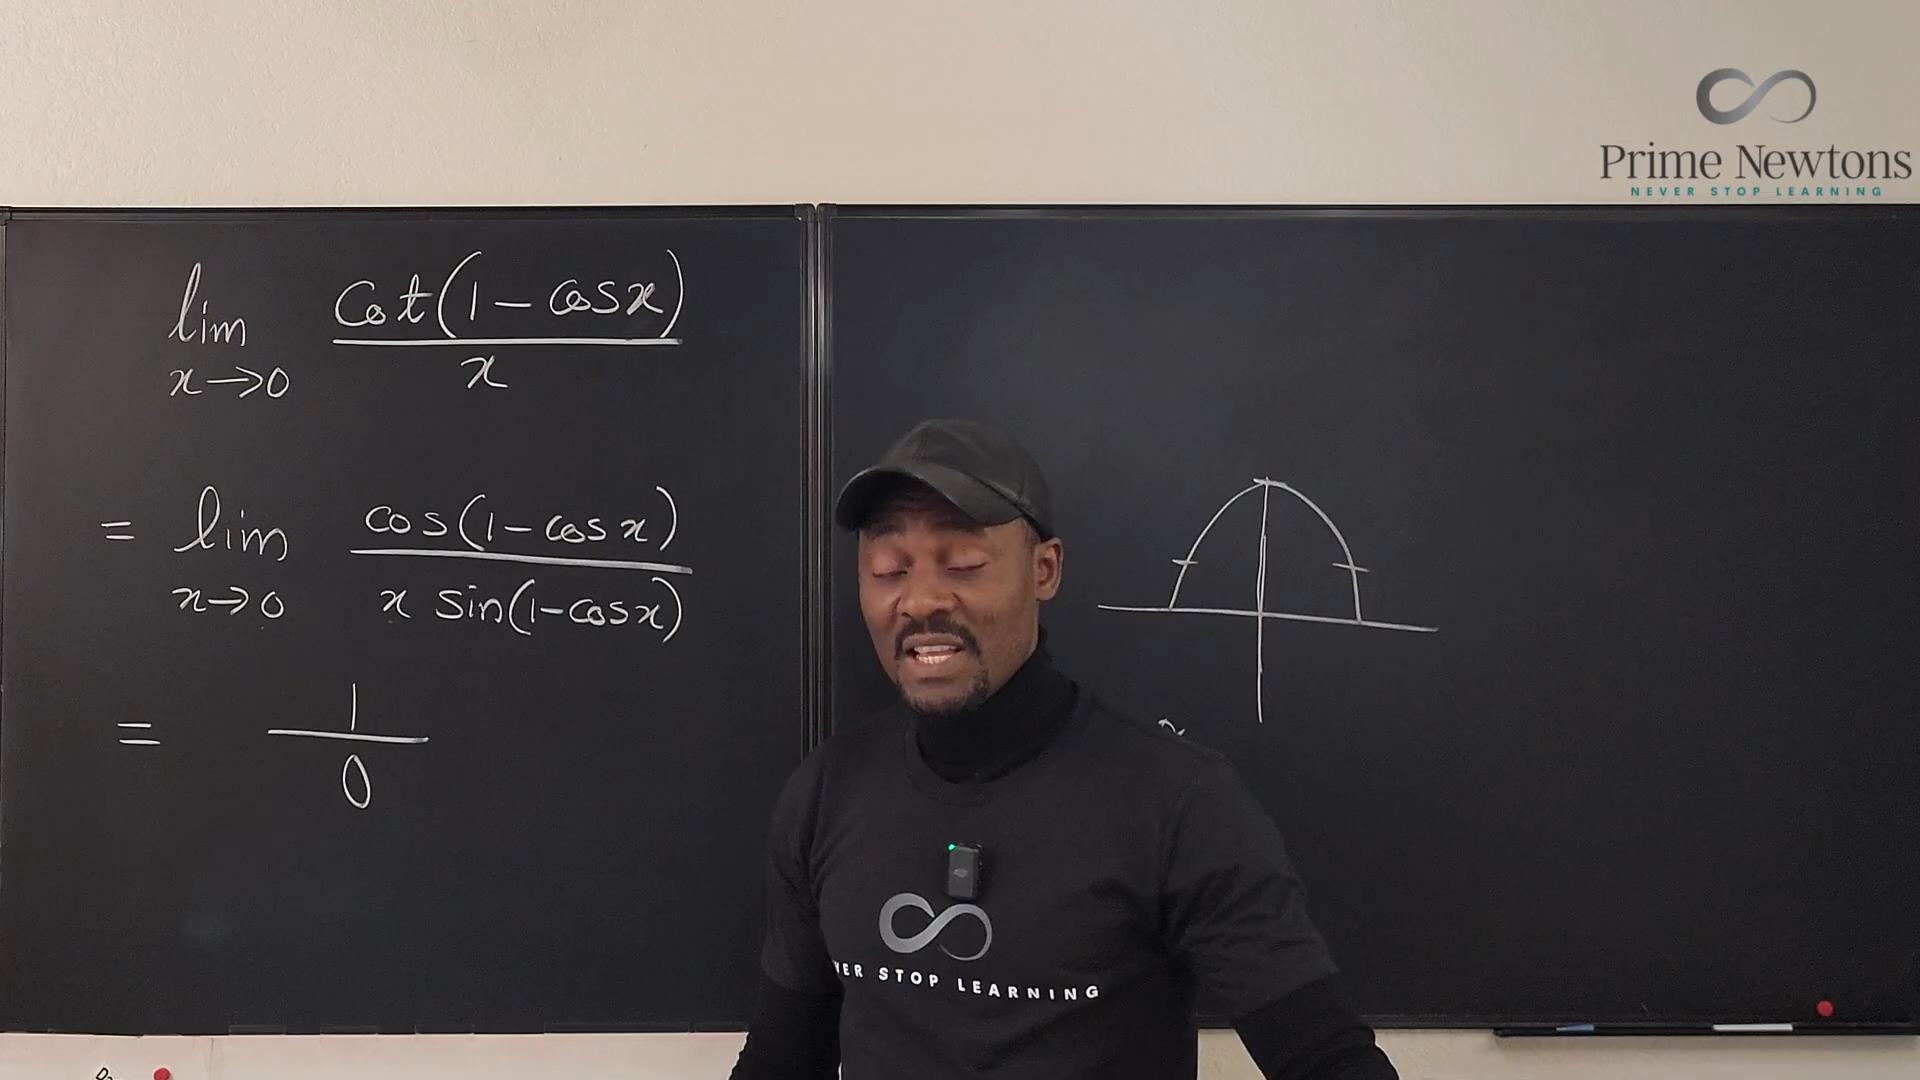 Prime Newtons
NEVER STOP LEARNING
lim x→0 cot(1 − cos x) / x
= lim x→0 cos(1 − cos x) / x sin(1 − cos x)
= 1 / 0
STOP LEARNING